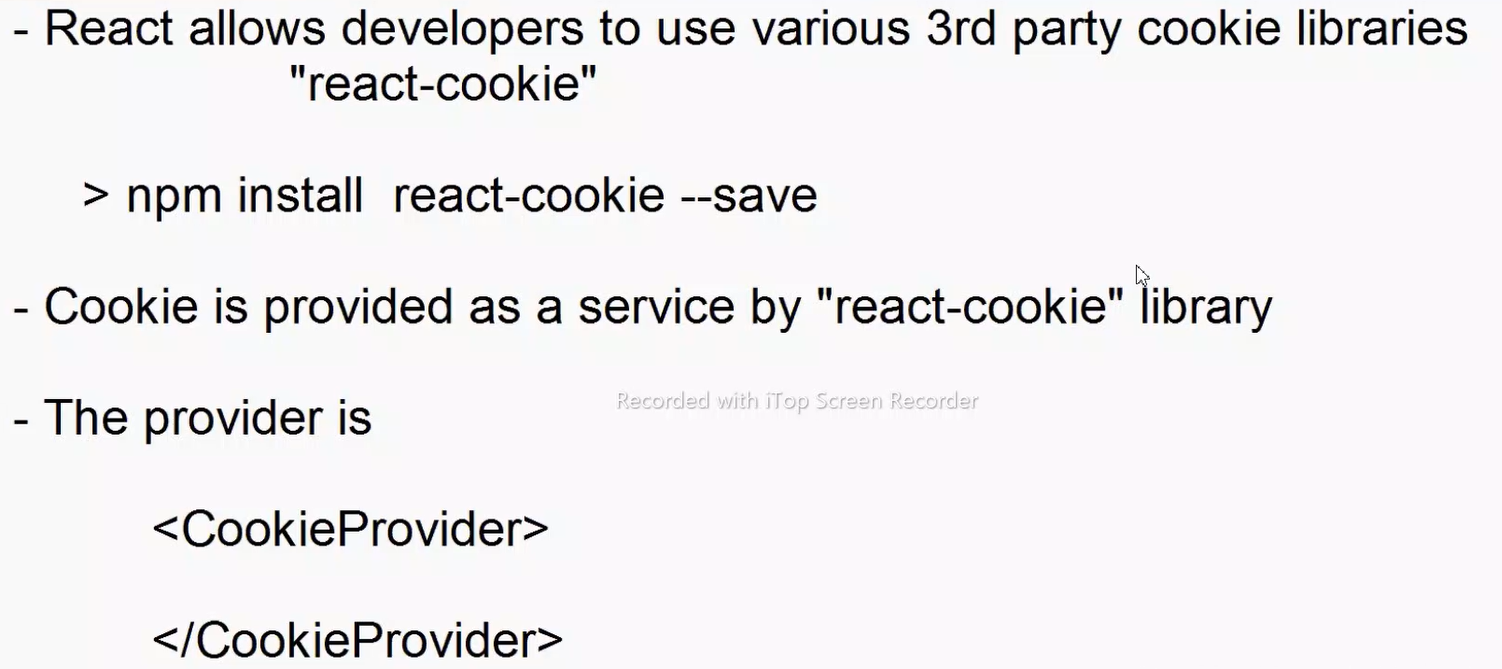 - React allows developers to use various 3rd party cookie libraries
"react-cookie"
> npm install  react-cookie --save
- Cookie is provided as a service by "react-cookie" library
Recorded with iTop Screen Recorder
- The provider is
<CookieProvider>
</CookieProvider>